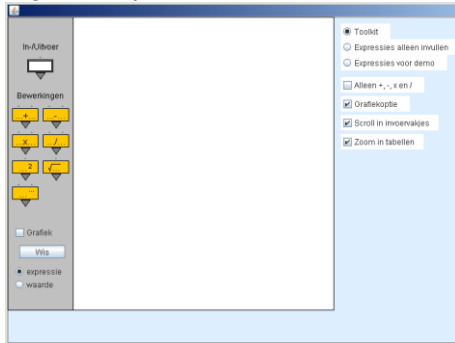 In-/Uitvoer
Bewerkingen
+ -
x /
...² √...
Grafiek
Wis
expressie
waarde
Toolkit
Expressies alleen invullen
Expressies voor demo
Alleen +, -, x en /
Grafiekoptie
Scroll in invoervakjes
Zoom in tabellen